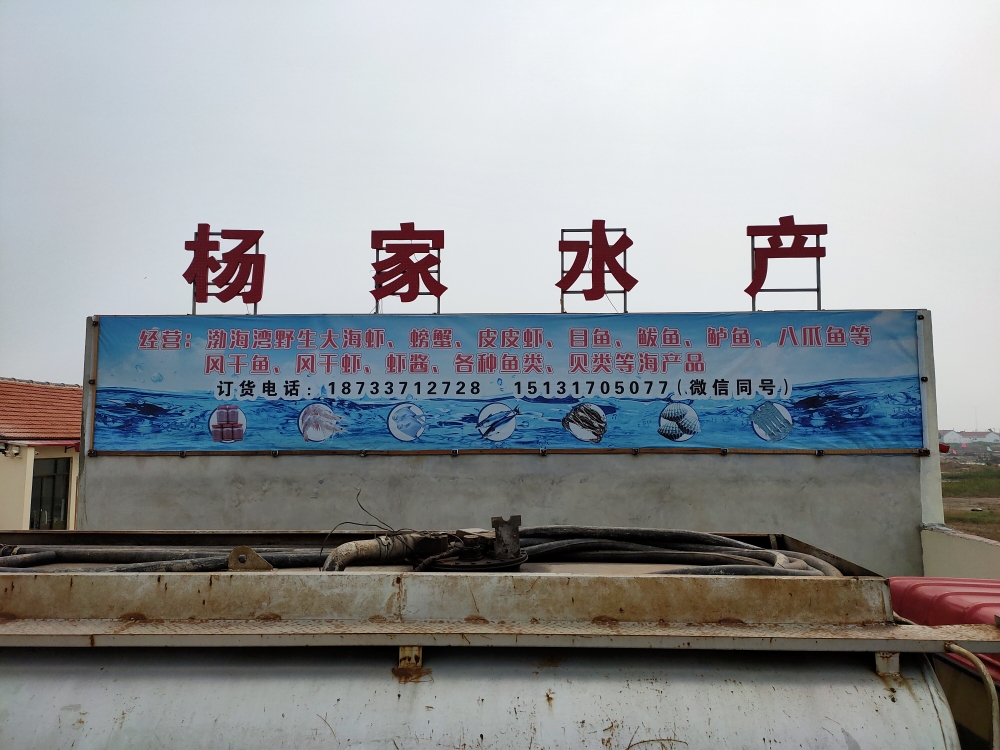 杨家水产
经营：渤海湾野生大海虾、螃蟹、皮皮虾、目鱼、鲅鱼、鲈鱼、八爪鱼等
风干鱼、风干虾、虾酱、各种鱼类、贝类等海产品
订货电话：18733712728 15131705077(微信同号)